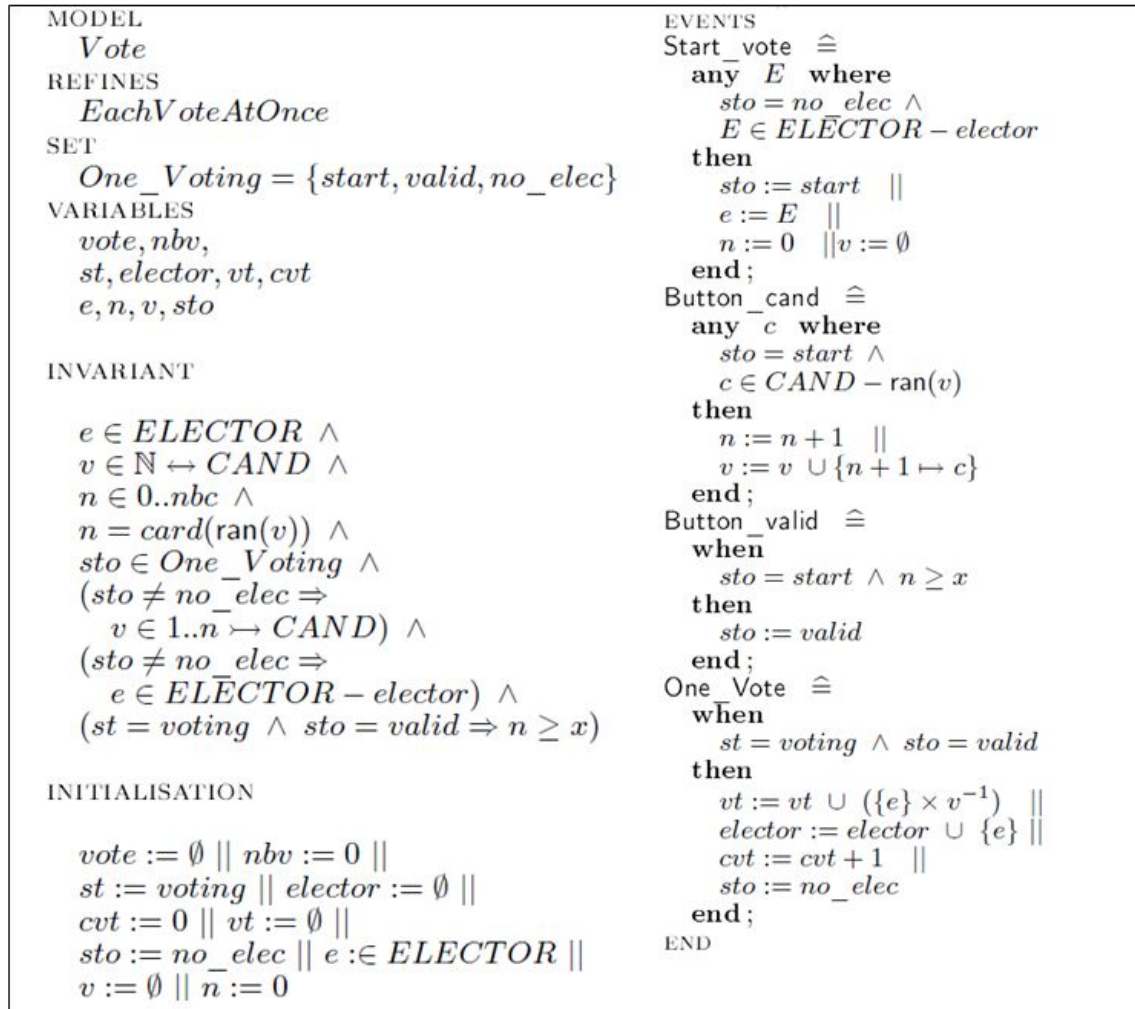 MODEL
Vote
REFINES
EachVoteAtOnce
SET
One_Voting = {start, valid, no_elec}
VARIABLES
vote, nbv,
st, elector, vt, cvt
e, n, v, sto
INVARIANT
e ∈ ELECTOR ∧
v ∈ ℕ ↔ CAND ∧
n ∈ 0..nbc ∧
n = card(ran(v)) ∧
sto ∈ One_Voting ∧
(sto ≠ no_elec ⇒
v ∈ 1..n ↣ CAND) ∧
(sto ≠ no_elec ⇒
e ∈ ELECTOR − elector) ∧
(st = voting ∧ sto = valid ⇒ n ≥ x)
INITIALISATION
vote := ∅ || nbv := 0 ||
st := voting || elector := ∅ ||
cvt := 0 || vt := ∅ ||
sto := no_elec || e :∈ ELECTOR ||
v := ∅ || n := 0
EVENTS
Start_vote ≙
any E where
sto = no_elec ∧
E ∈ ELECTOR − elector
then
sto := start ||
e := E ||
n := 0 ||v := ∅
end ;
Button_cand ≙
any c where
sto = start ∧
c ∈ CAND − ran(v)
then
n := n + 1 ||
v := v ∪ {n + 1 ↦ c}
end ;
Button_valid ≙
when
sto = start ∧ n ≥ x
then
sto := valid
end ;
One_Vote ≙
when
st = voting ∧ sto = valid
then
vt := vt ∪ ({e} × v⁻¹) ||
elector := elector ∪ {e} ||
cvt := cvt + 1 ||
sto := no_elec
end ;
END